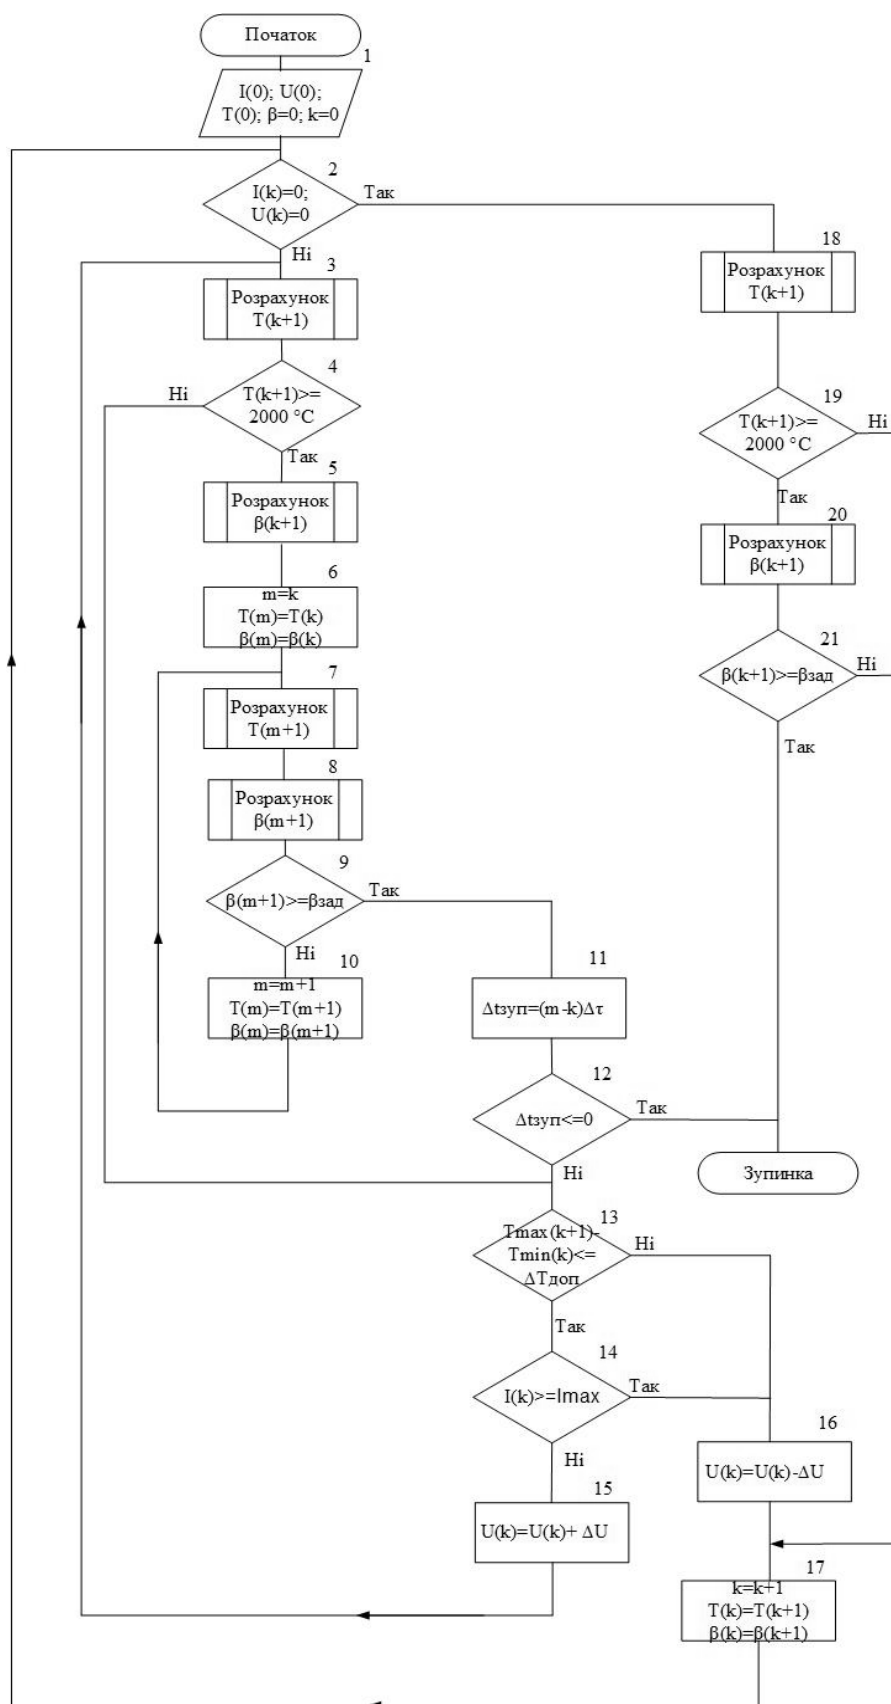 Початок
1
I(0); U(0);
T(0); β=0; k=0
2
I(k)=0;
U(k)=0
Так
Ні
3
Розрахунок
T(k+1)
4
T(k+1)>=
2000 °C
Ні
Так
5
Розрахунок
β(k+1)
6
m=k
T(m)=T(k)
β(m)=β(k)
7
Розрахунок
T(m+1)
8
Розрахунок
β(m+1)
9
β(m+1)>=βзад
Так
Ні
10
m=m+1
T(m)=T(m+1)
β(m)=β(m+1)
11
Δtзуп=(m-k)Δτ
12
Δtзуп<=0
Так
Ні
13
Tmax(k+1)-
Tmin(k)<=
ΔTдоп
Ні
Так
14
I(k)>=Imax
Так
Ні
15
U(k)=U(k)+ ΔU
16
U(k)=U(k)-ΔU
17
k=k+1
T(k)=T(k+1)
β(k)=β(k+1)
18
Розрахунок
T(k+1)
19
T(k+1)>=
2000 °C
Ні
Так
20
Розрахунок
β(k+1)
21
β(k+1)>=βзад
Ні
Так
Зупинка